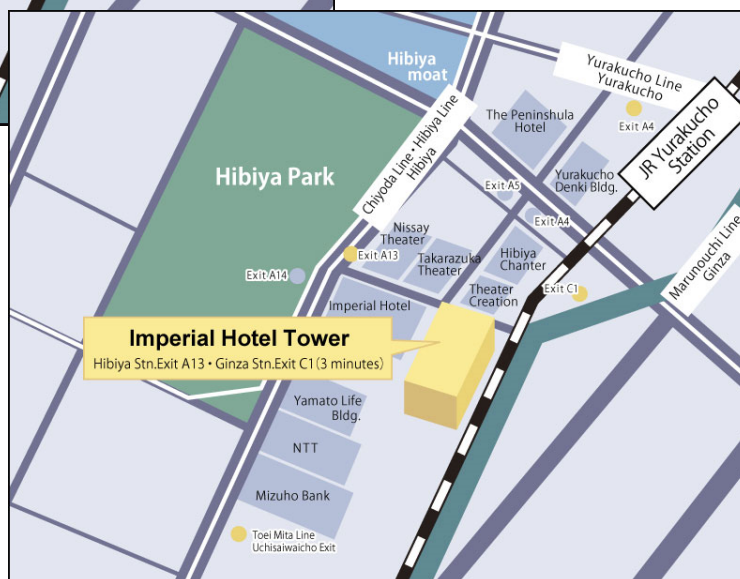 Hibiya
moat
Yurakucho Line
Yurakucho
Exit A4
JR Yurakucho
Station
The Peninshula
Hotel
Chiyoda Line・Hibiya Line
Hibiya
Hibiya Park
Yurakucho
Denki Bldg.
Exit A5
Exit A4
Marunouchi Line
Ginza
Nissay
Theater
Exit A13
Takarazuka
Theater
Hibiya
Chanter
Exit A14
Theater
Creation
Exit C1
Imperial Hotel
Imperial Hotel Tower
Hibiya Stn.Exit A13・Ginza Stn.Exit C1(3 minutes)
Yamato Life
Bldg.
NTT
Mizuho Bank
Toei Mita Line
Uchisaiwaicho Exit